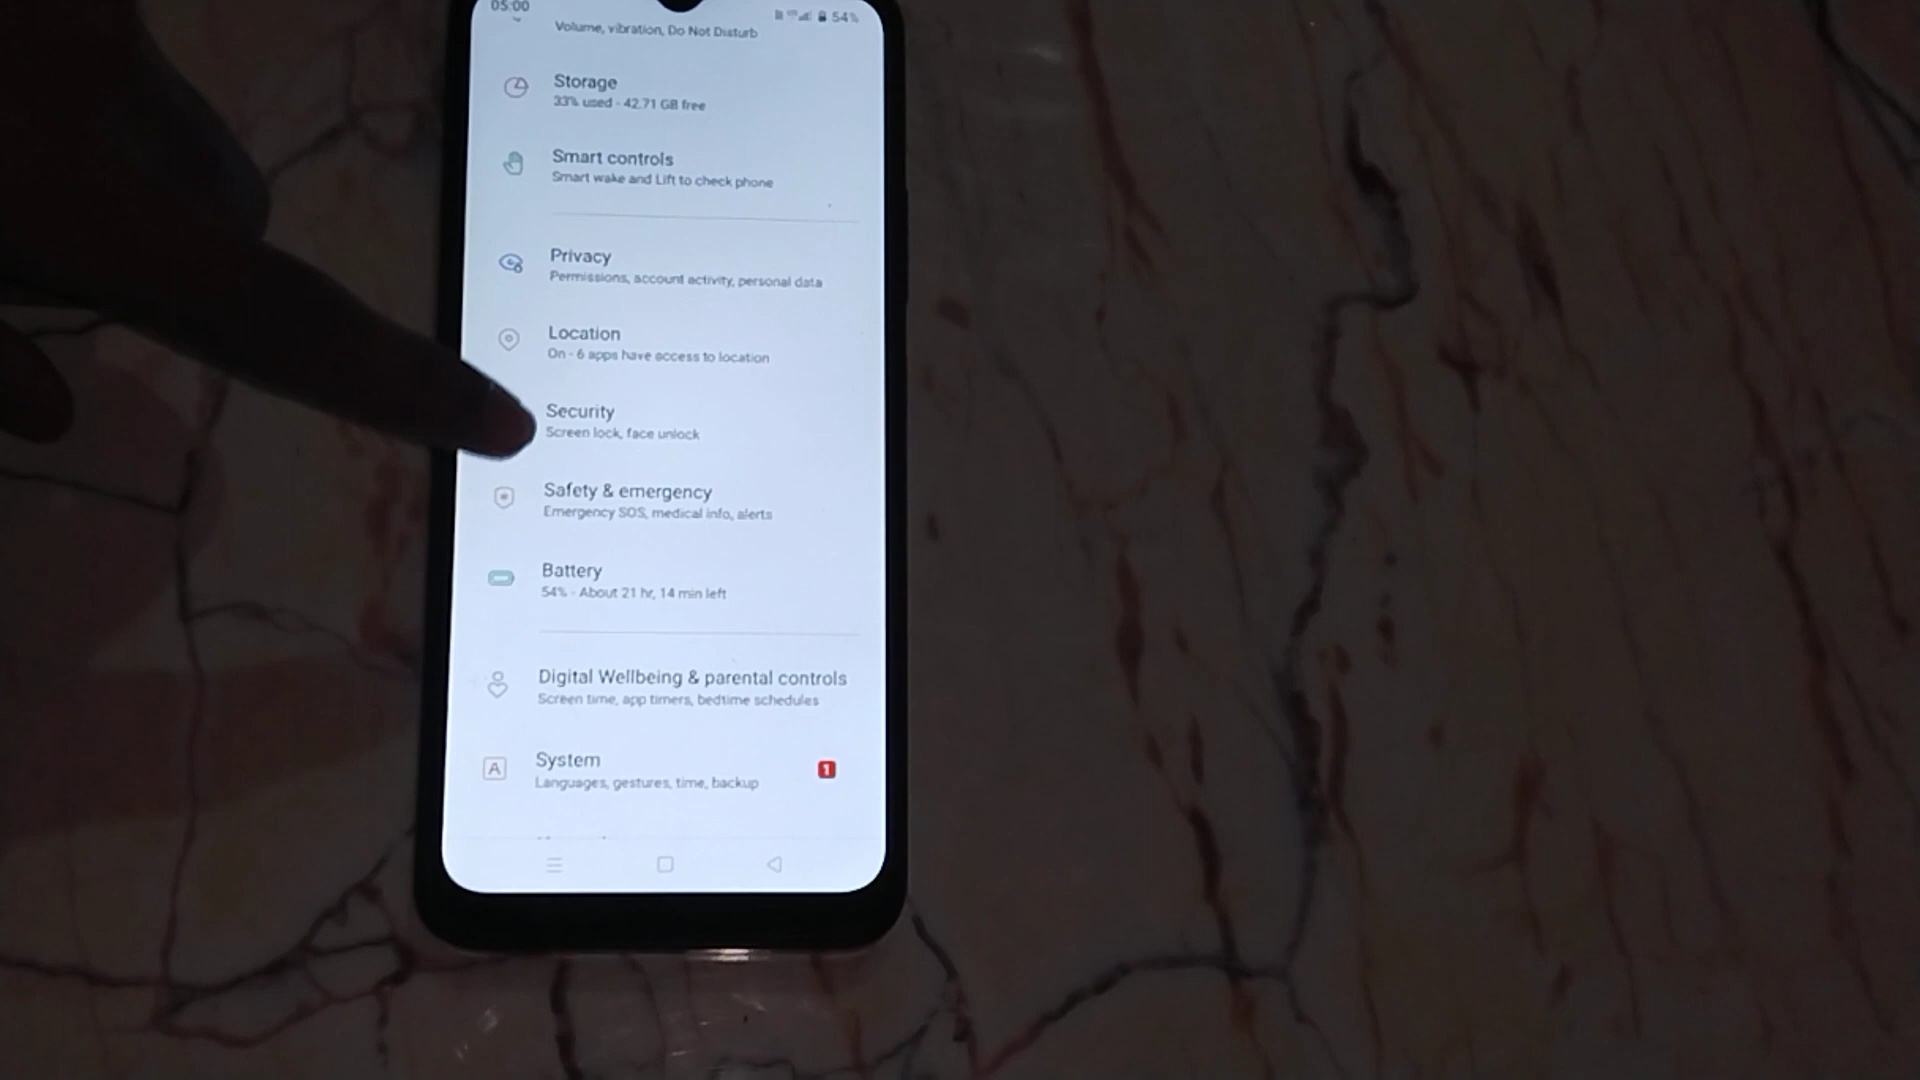 05:00
54%
Volume, vibration, Do Not Disturb
Storage
33% used - 42.71 GB free
Smart controls
Smart wake and Lift to check phone
Privacy
Permissions, account activity, personal data
Location
On - 6 apps have access to location
Security
Screen lock, face unlock
Safety & emergency
Emergency SOS, medical info, alerts
Battery
54% - About 21 hr, 14 min left
Digital Wellbeing & parental controls
Screen time, app timers, bedtime schedules
A
System
1
Languages, gestures, time, backup